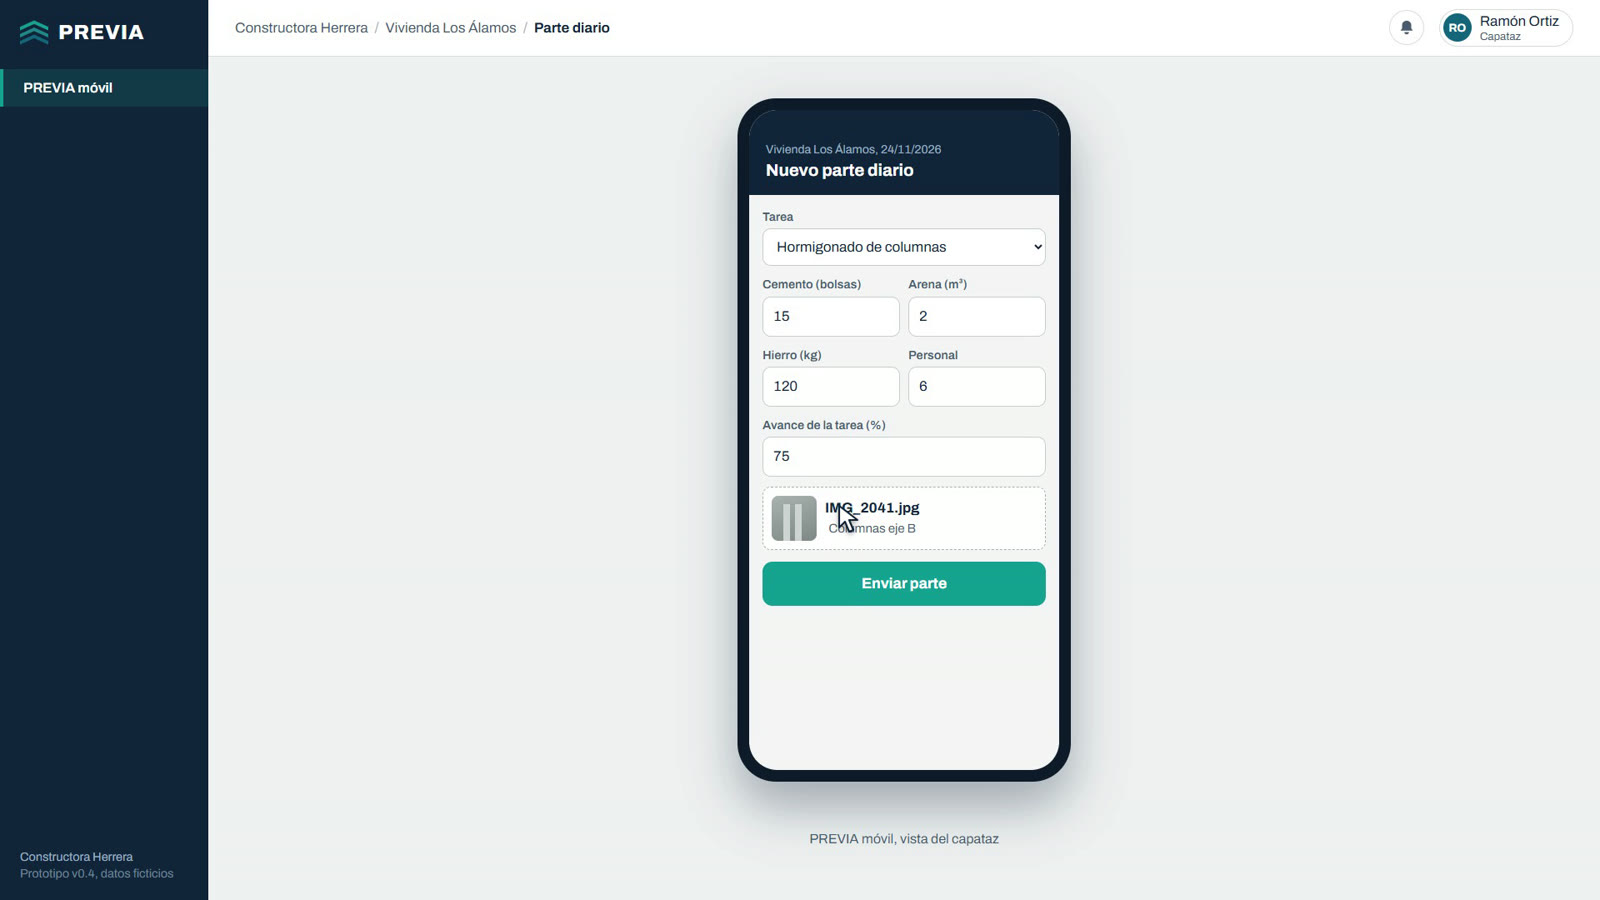 PREVIA
PREVIA móvil
Constructora Herrera / Vivienda Los Álamos / Parte diario
RO
Ramón Ortiz
Capataz
Vivienda Los Álamos, 24/11/2026
Nuevo parte diario
Tarea
Hormigonado de columnas
Cemento (bolsas) Arena (m³)
15 2
Hierro (kg) Personal
120 6
Avance de la tarea (%)
75
IMG_2041.jpg
Columnas eje B
Enviar parte
PREVIA móvil, vista del capataz
Constructora Herrera
Prototipo v0.4, datos ficticios